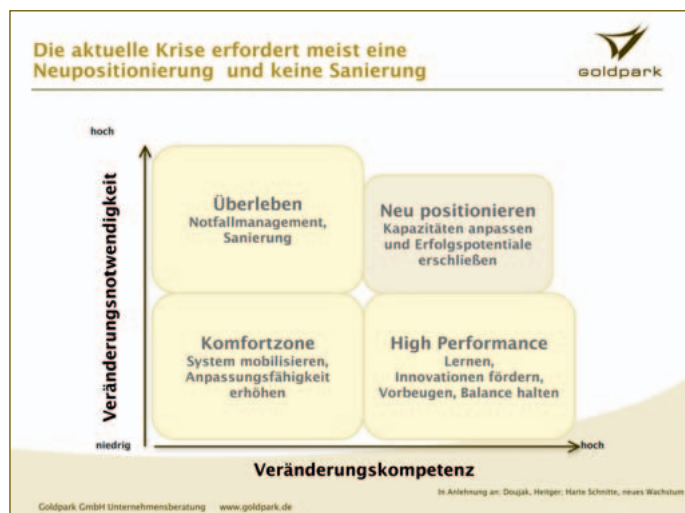 Die aktuelle Krise erfordert meist eine
Neupositionierung und keine Sanierung
Goldpark
hoch
Veränderungsnotwendigkeit
Überleben
Notfallmanagement,
Sanierung
Neu positionieren
Kapazitäten anpassen
und Erfolgspotentiale
erschließen
Komfortzone
System mobilisieren,
Anpassungsfähigkeit
erhöhen
High Performance
Lernen,
Innovationen fördern,
Vorbeugen, Balance halten
niedrig
hoch
Veränderungskompetenz
In Anlehnung an: Doujak, Heitger: Harte Schnitte, neues Wachstum
Goldpark GmbH Unternehmensberatung www.goldpark.de